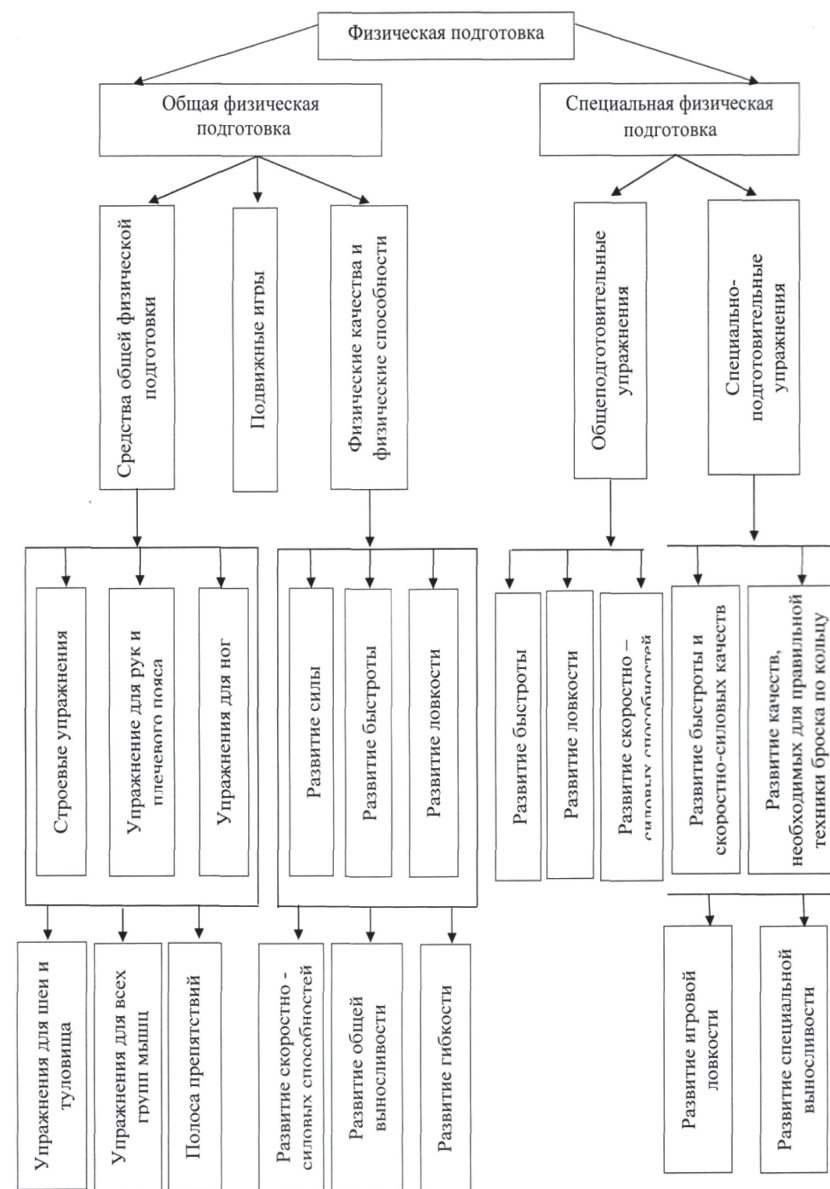 Физическая подготовка
Общая физическая
подготовка
Специальная физическая
подготовка
Средства общей физической
подготовки
Подвижные игры
Физические качества и
физические способности
Общеподготовительные
упражнения
Специально-
подготовительные
упражнения
Строевые упражнения
Упражнение для рук и
плечевого пояса
Упражнения для ног
Развитие силы
Развитие быстроты
Развитие ловкости
Развитие быстроты
Развитие ловкости
Развитие скоростно –
силовых способностей
Развитие быстроты и
скоростно-силовых качеств
Развитие качеств,
необходимых для правильной
техники броска по кольцу
Упражнения для шеи и
туловища
Упражнения для всех
групп мышц
Полоса препятствий
Развитие скоростно -
силовых способностей
Развитие общей
выносливости
Развитие гибкости
Развитие игровой
ловкости
Развитие специальной
выносливости